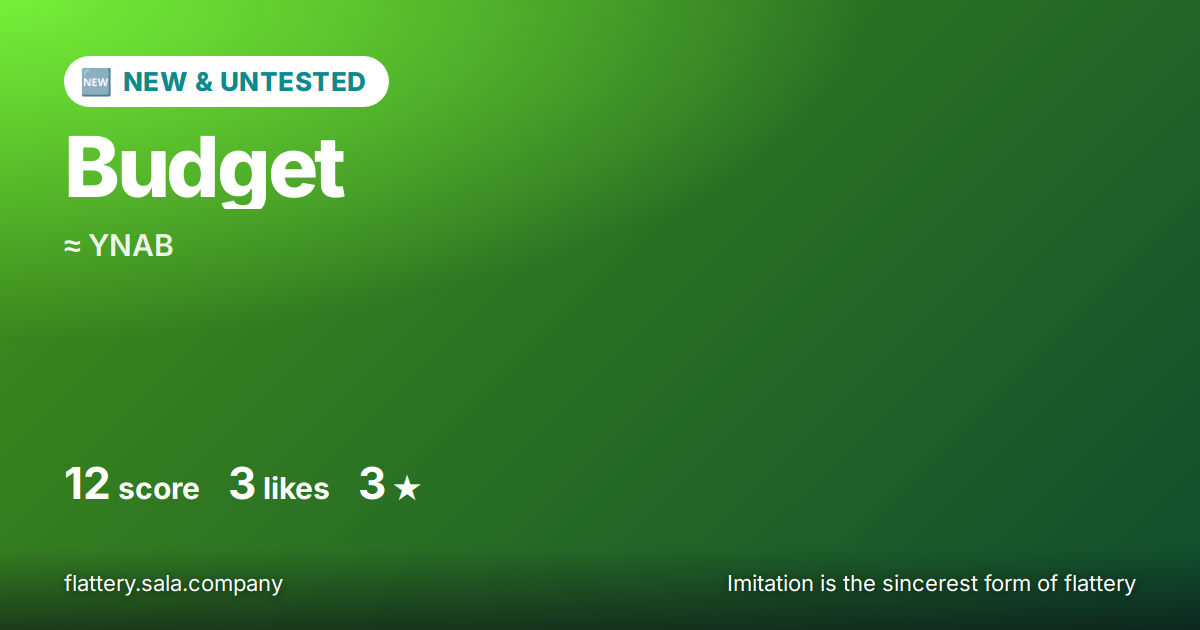 🆕 NEW & UNTESTED
Budget
≈ YNAB
12 score 3 likes 3 ★
flattery.sala.company
Imitation is the sincerest form of flattery